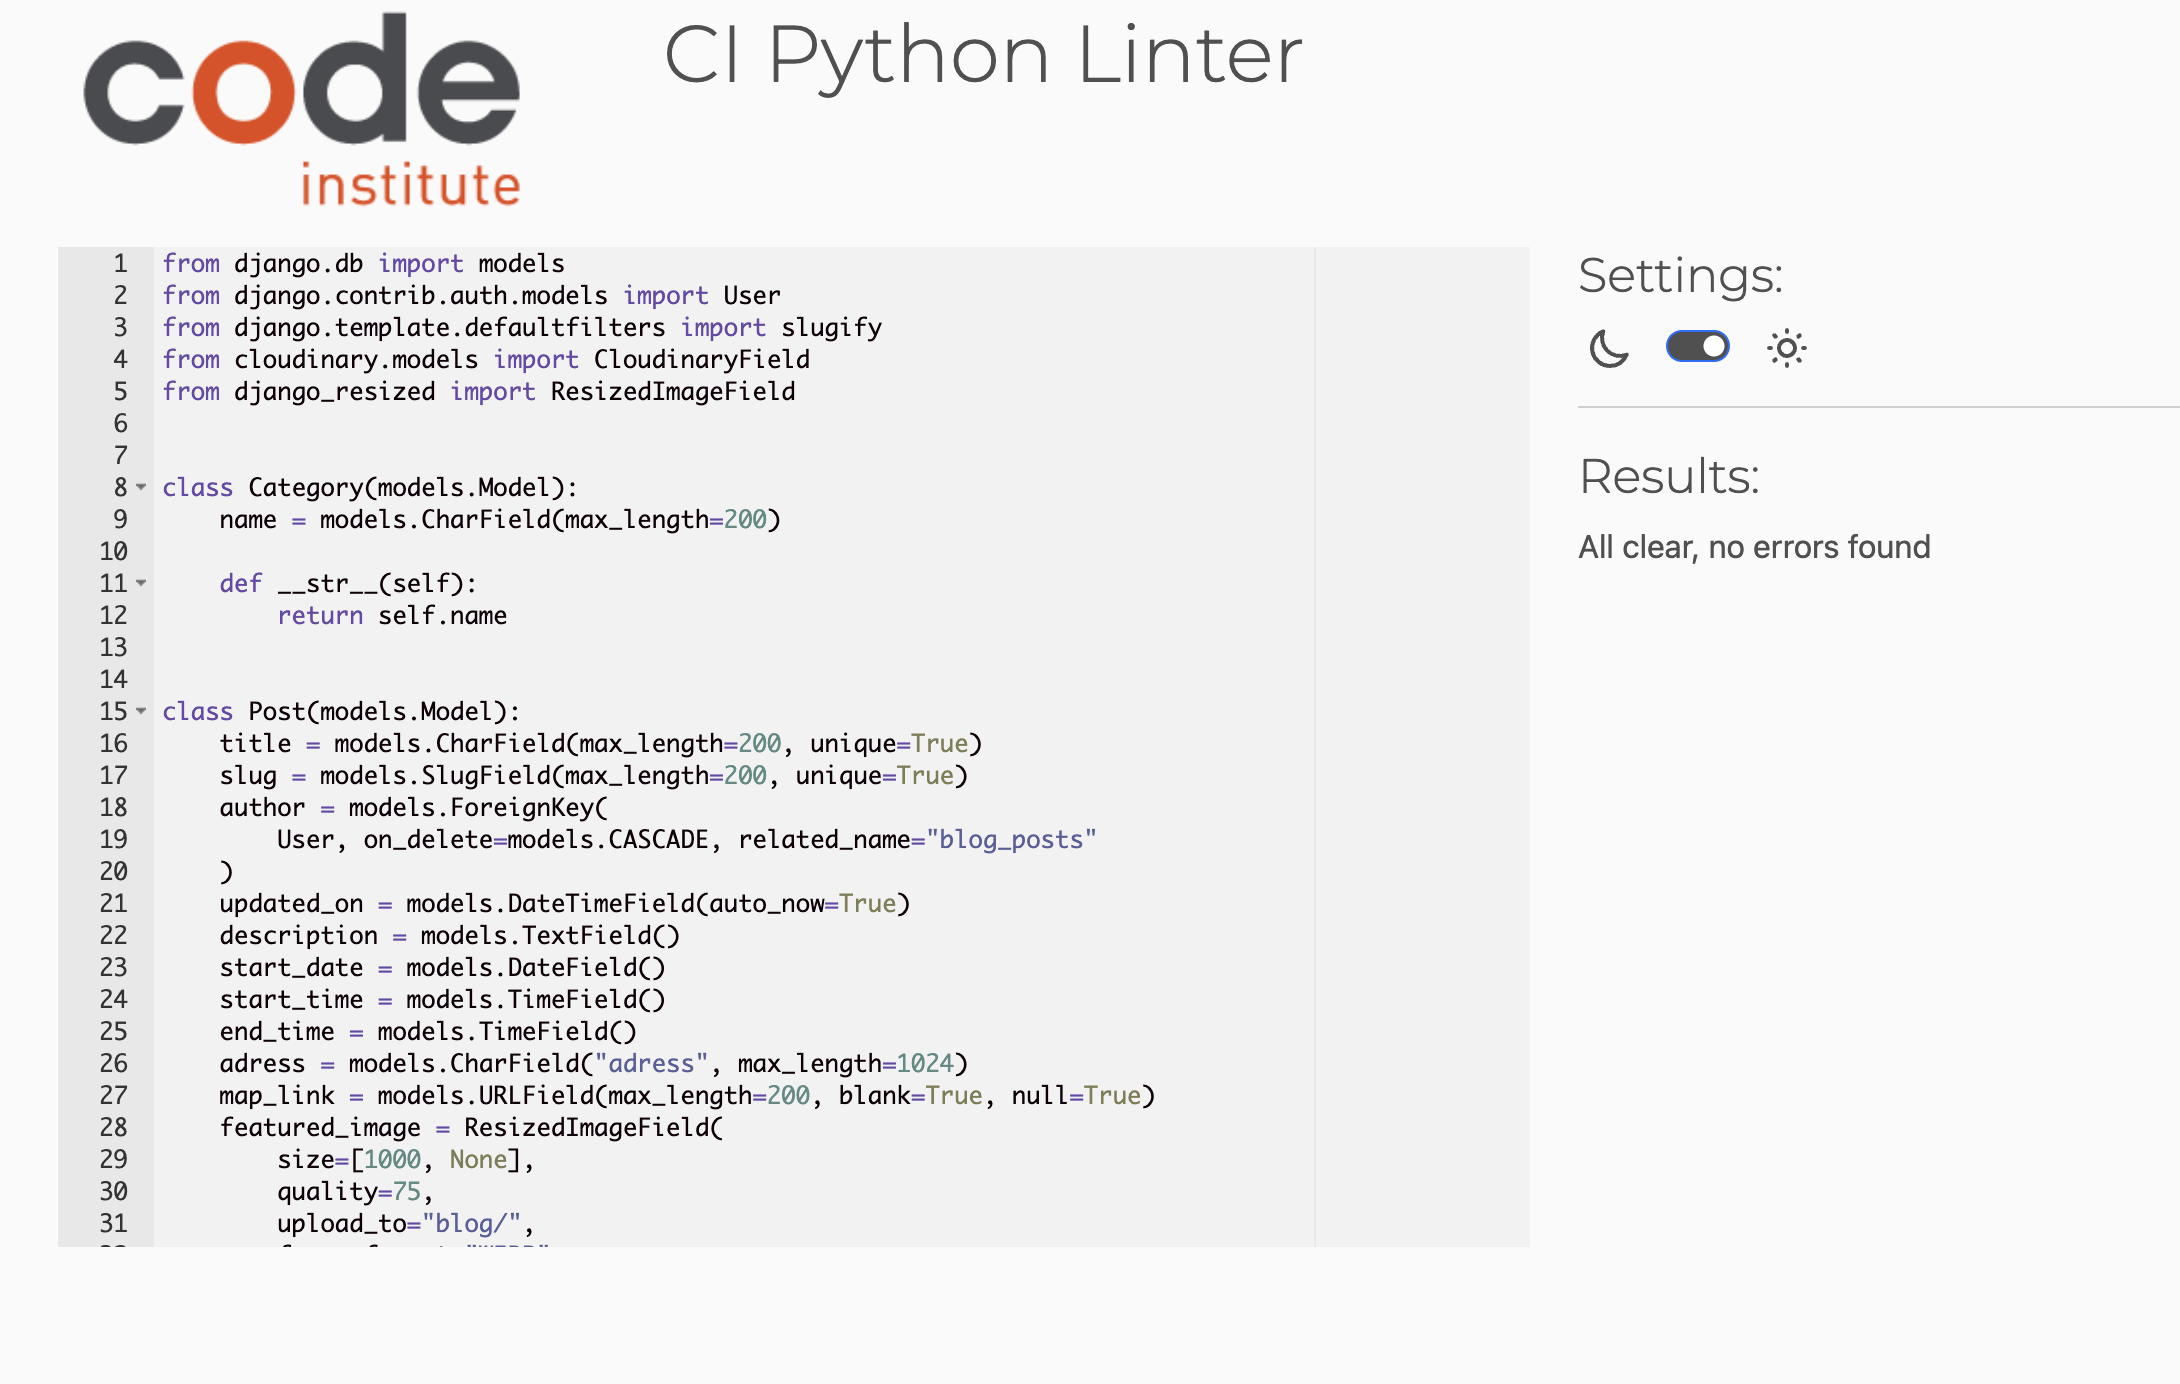 code
institute
CI Python Linter
1 from django.db import models
2 from django.contrib.auth.models import User
3 from django.template.defaultfilters import slugify
4 from cloudinary.models import CloudinaryField
5 from django_resized import ResizedImageField
6
7
8 class Category(models.Model):
9     name = models.CharField(max_length=200)
10
11     def __str__(self):
12         return self.name
13
14
15 class Post(models.Model):
16     title = models.CharField(max_length=200, unique=True)
17     slug = models.SlugField(max_length=200, unique=True)
18     author = models.ForeignKey(
19         User, on_delete=models.CASCADE, related_name="blog_posts"
20     )
21     updated_on = models.DateTimeField(auto_now=True)
22     description = models.TextField()
23     start_date = models.DateField()
24     start_time = models.TimeField()
25     end_time = models.TimeField()
26     adress = models.CharField("adress", max_length=1024)
27     map_link = models.URLField(max_length=200, blank=True, null=True)
28     featured_image = ResizedImageField(
29         size=[1000, None],
30         quality=75,
31         upload_to="blog/",
Settings:
Results:
All clear, no errors found